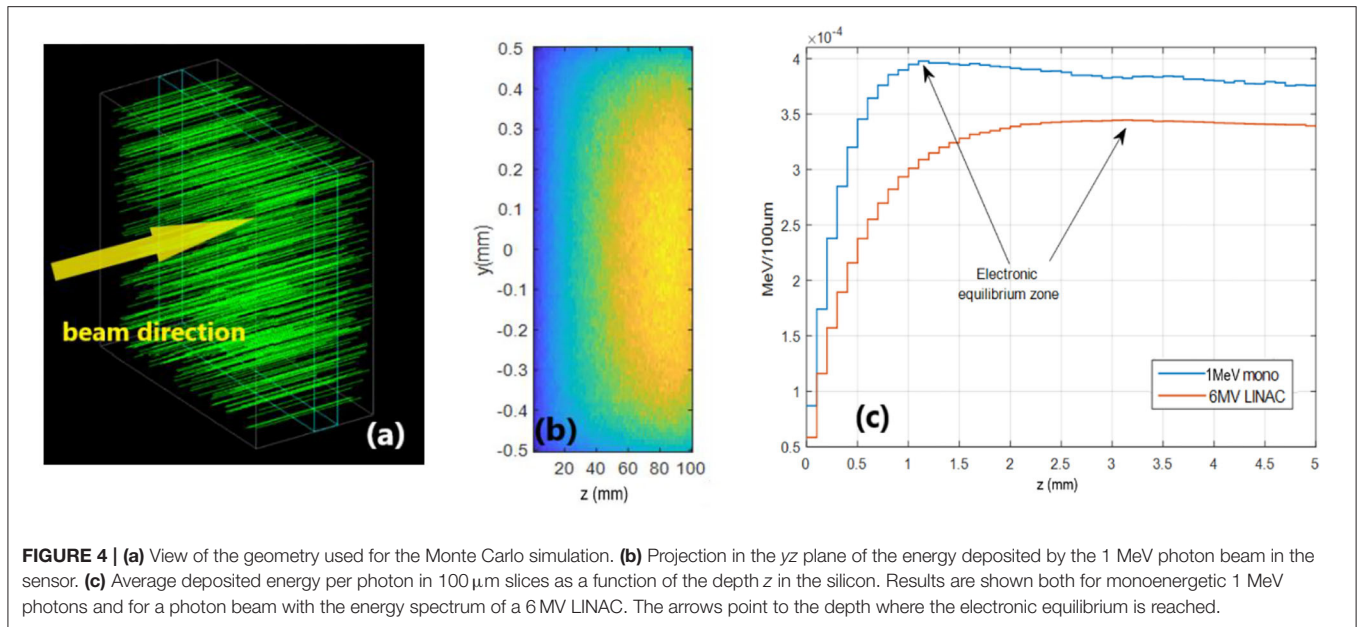 beam direction
(a)
0.5
0.4
0.3
0.2
0.1
0
-0.1
-0.2
-0.3
-0.4
-0.5
y(mm)
(b)
20 40 60 80 100
z (mm)
×10⁻⁴
4
3.5
3
2.5
2
1.5
1
0.5
MeV/100um
Electronic
equilibrium zone
1MeV mono
6MV LINAC
(c)
0 0.5 1 1.5 2 2.5 3 3.5 4 4.5 5
z (mm)
FIGURE 4 | (a) View of the geometry used for the Monte Carlo simulation. (b) Projection in the yz plane of the energy deposited by the 1 MeV photon beam in the
sensor. (c) Average deposited energy per photon in 100 μm slices as a function of the depth z in the silicon. Results are shown both for monoenergetic 1 MeV
photons and for a photon beam with the energy spectrum of a 6 MV LINAC. The arrows point to the depth where the electronic equilibrium is reached.